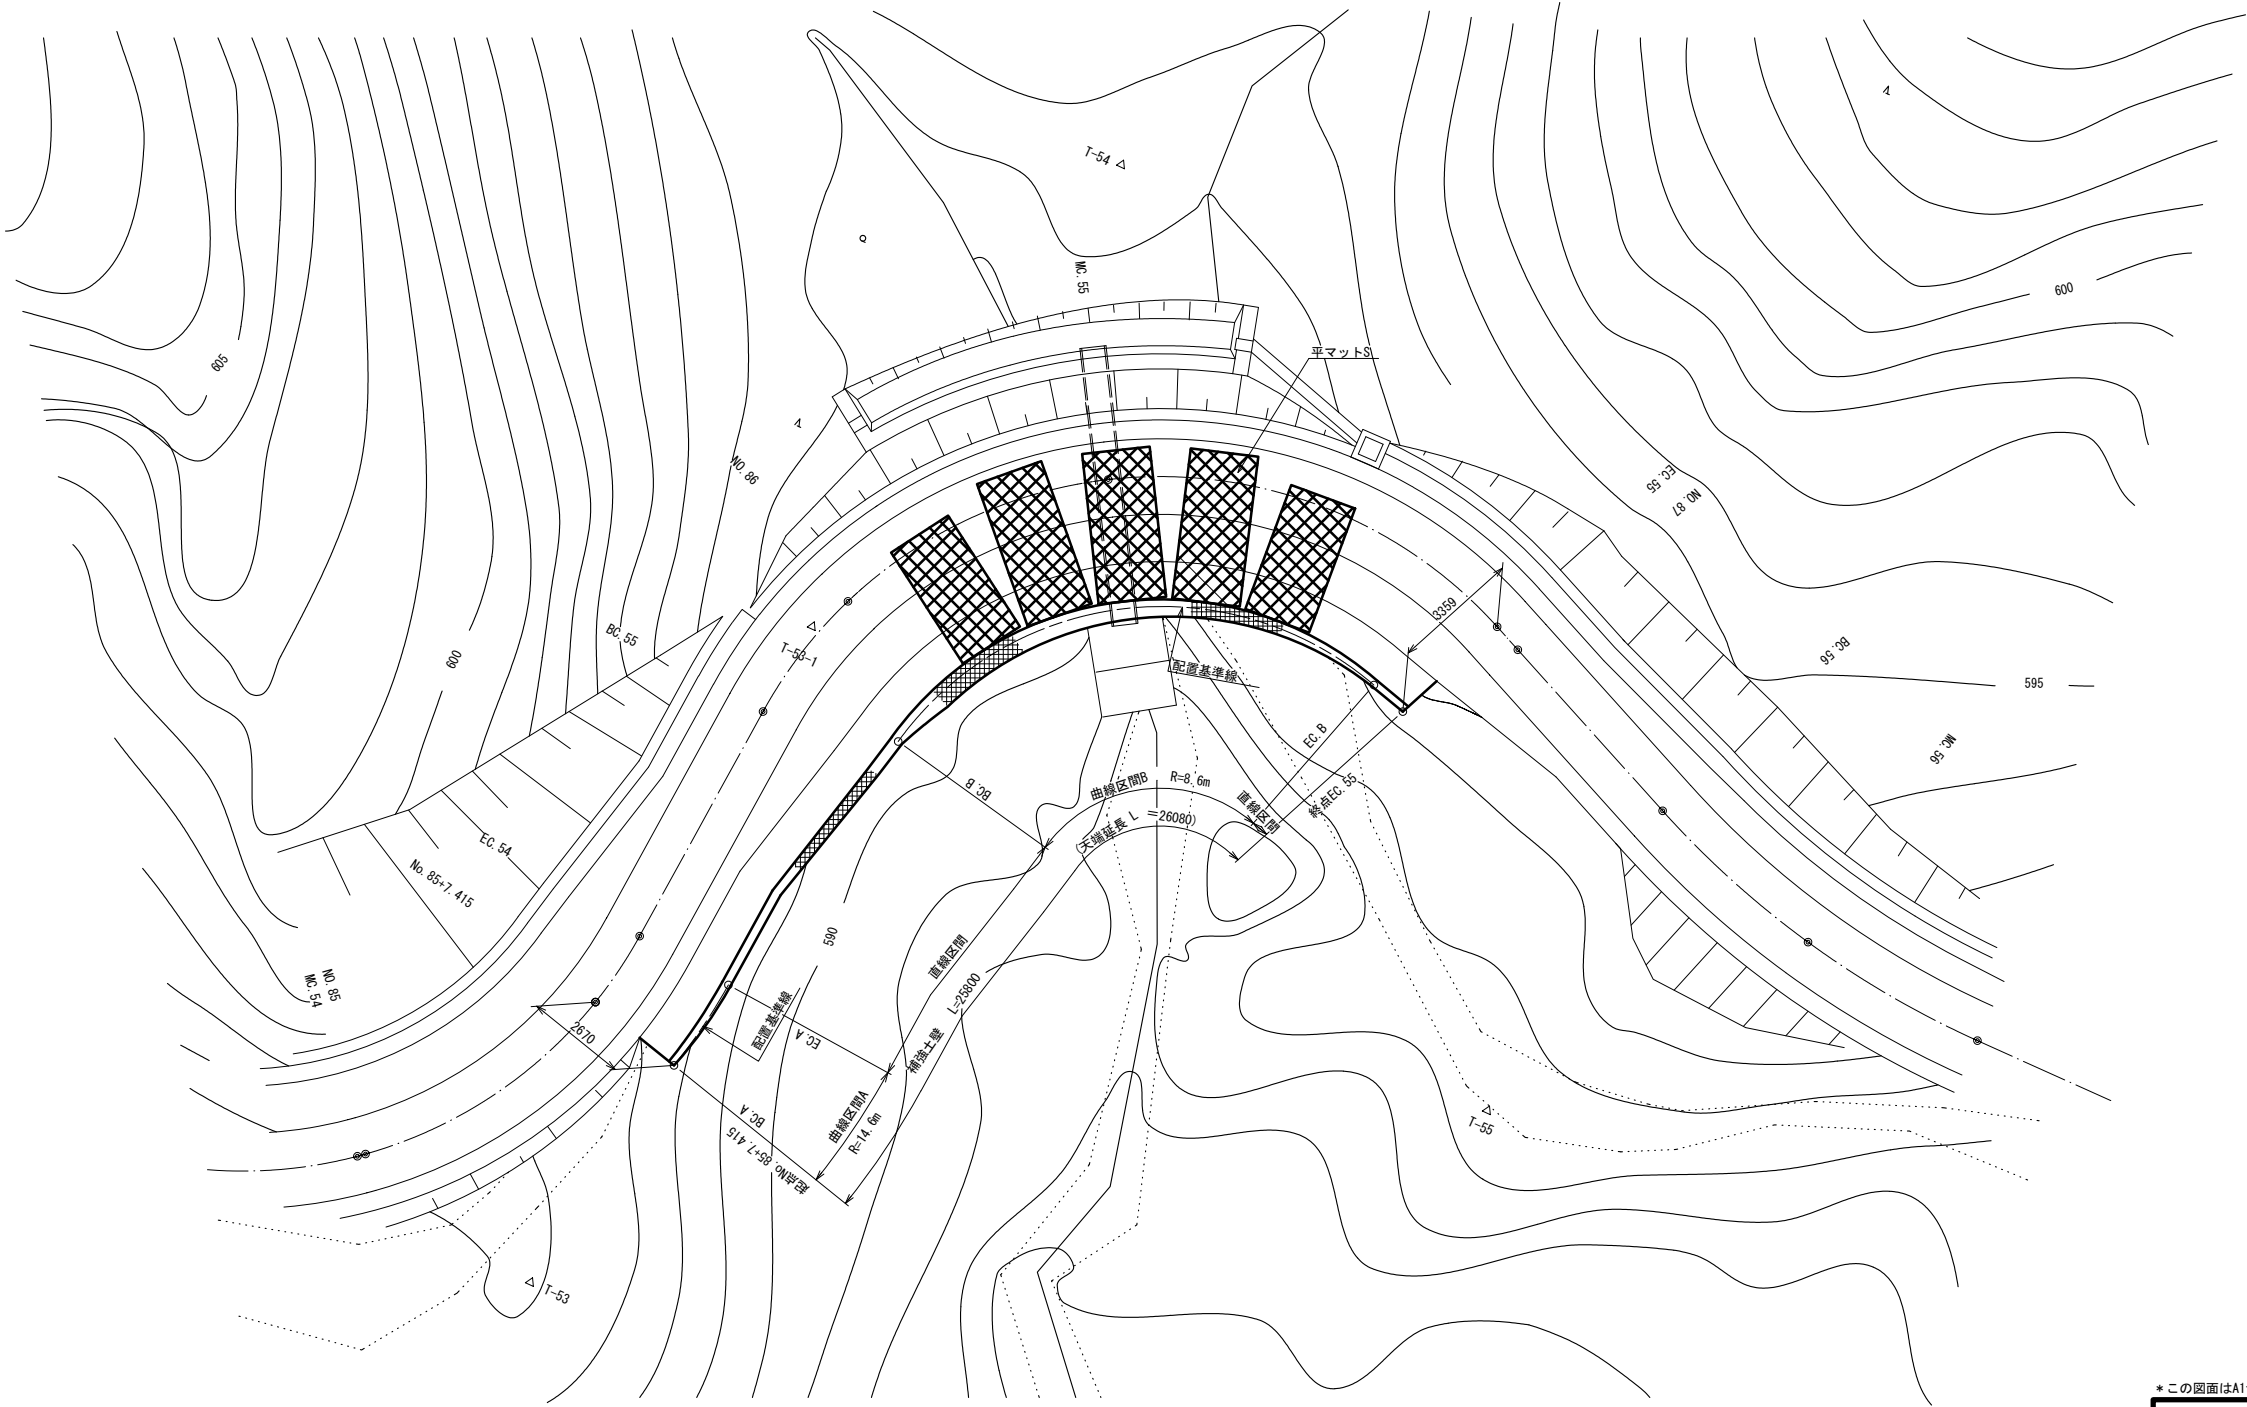 T-54
MC.55
600
605
平マットS
NO.86
EC.55
NO.87
BC.55
T-53-1
600
3359
BC.56
配置基準線
595
EC.B
MC.56
BC.B
曲線区間B R=8.6m
直線区間
終点EC.55
(天端延長 L =26080)
EC.54
No.85+7.415
590
直線区間
NO.85
MC.54
L=25800
配置基準線
2670
EC.A
補強土壁
曲線区間A
R=14.6m
BC.A
起点No.85+7.415
T-55
T-53
*この図面はA1